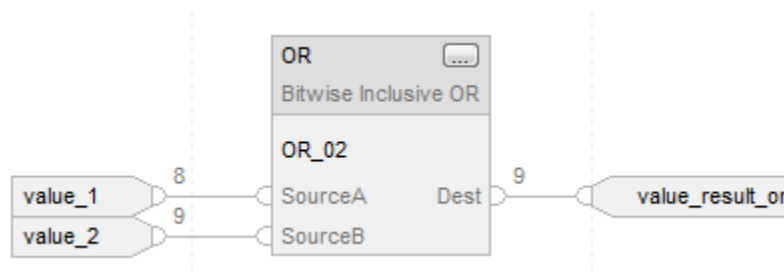 OR ...
Bitwise Inclusive OR
OR_02
8
value_1 SourceA Dest 9 value_result_or
9
value_2 SourceB